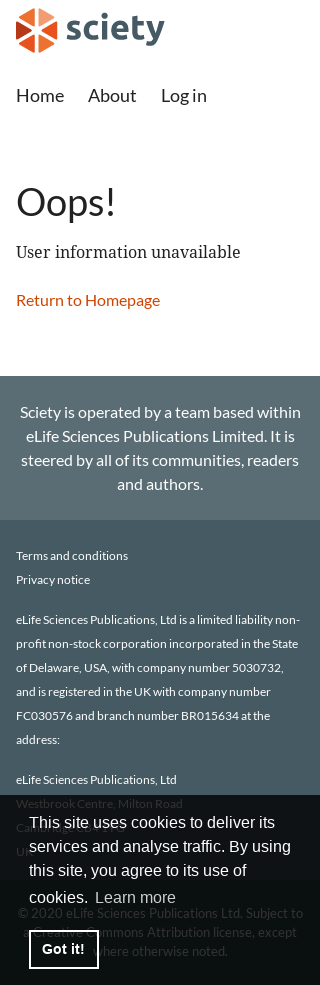 sciety
Home About Log in
Oops!
User information unavailable
Return to Homepage
Sciety is operated by a team based within
eLife Sciences Publications Limited. It is
steered by all of its communities, readers
and authors.
Terms and conditions
Privacy notice
eLife Sciences Publications, Ltd is a limited liability non-
profit non-stock corporation incorporated in the State
of Delaware, USA, with company number 5030732,
and is registered in the UK with company number
FC030576 and branch number BR015634 at the
address:
eLife Sciences Publications, Ltd
Westbrook Centre, Milton Road
Cambridge CB4 1YG
UK
This site uses cookies to deliver its
services and analyse traffic. By using
this site, you agree to its use of
cookies. Learn more
Got it!
© 2020 eLife Sciences Publications Ltd. Subject to
a Creative Commons Attribution license, except
where otherwise noted.